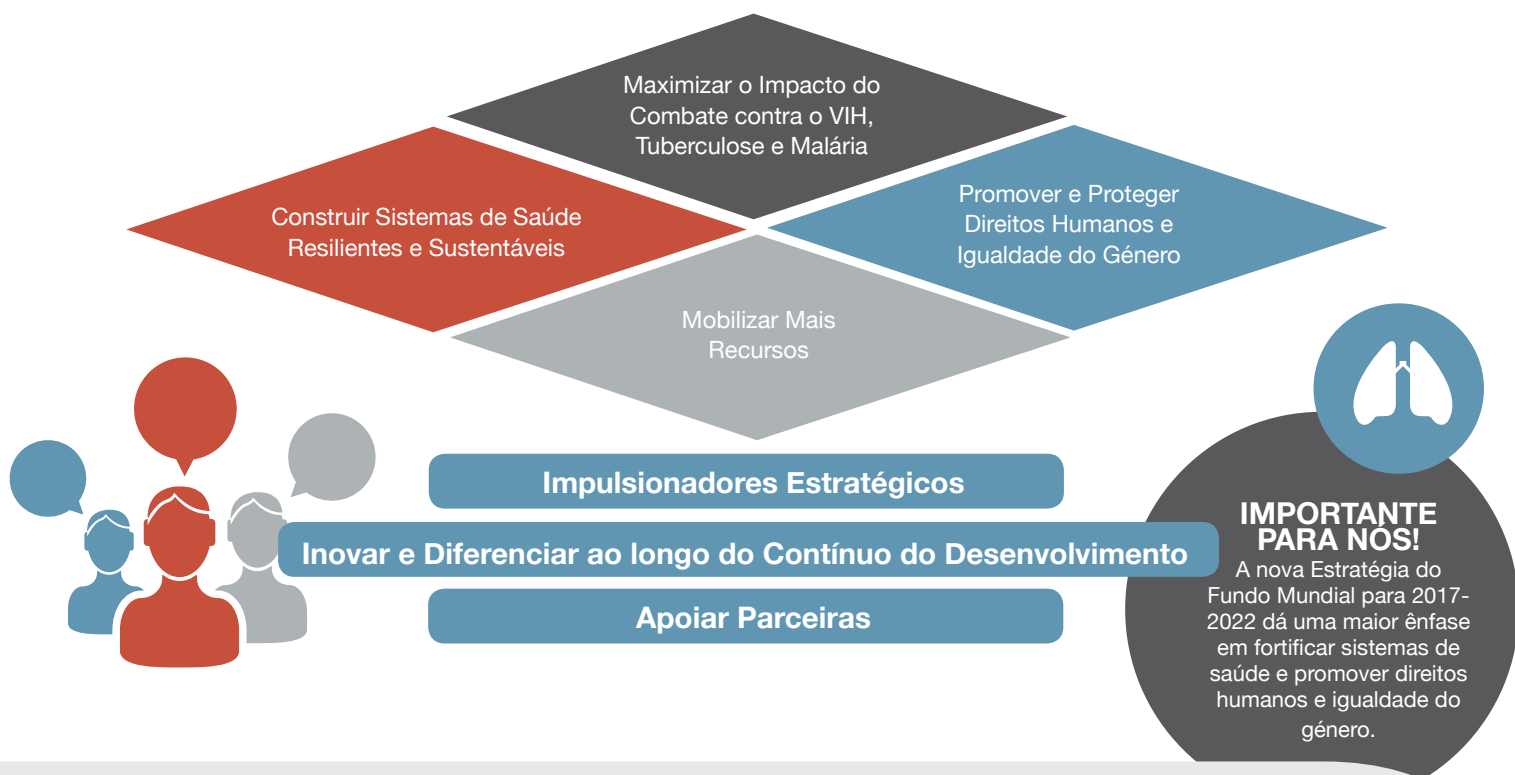 Maximizar o Impacto do
Combate contra o VIH,
Tuberculose e Malária
Construir Sistemas de Saúde
Resilientes e Sustentáveis
Promover e Proteger
Direitos Humanos e
Igualdade do Género
Mobilizar Mais
Recursos
Impulsionadores Estratégicos
Inovar e Diferenciar ao longo do Contínuo do Desenvolvimento
Apoiar Parceiras
IMPORTANTE
PARA NÓS!
A nova Estratégia do
Fundo Mundial para 2017-
2022 dá uma maior ênfase
em fortificar sistemas de
saúde e promover direitos
humanos e igualdade do
género.